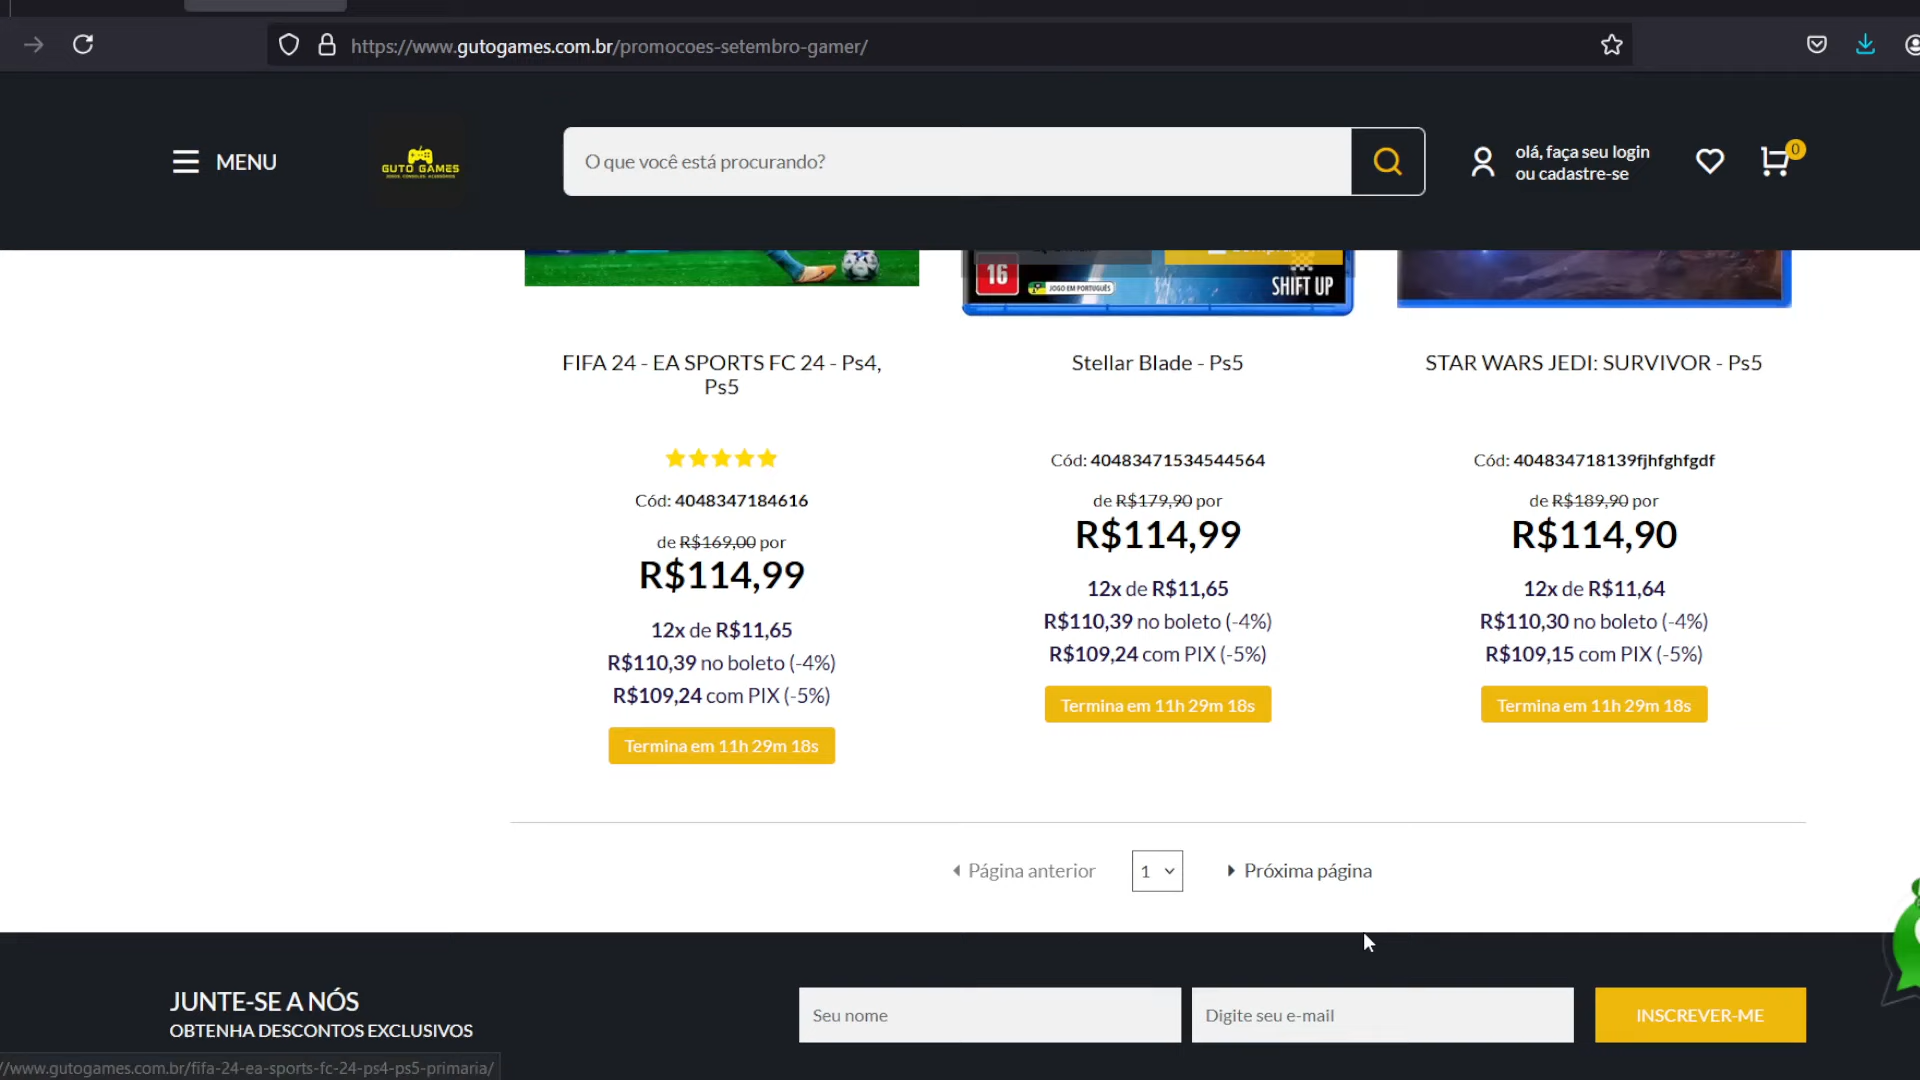 https://www.gutogames.com.br/promocoes-setembro-gamer/
MENU
GUTO GAMES
O que você está procurando?
olá, faça seu login
ou cadastre-se
0
16
JOGO EM PORTUGUÊS
SHIFT UP
FIFA 24 - EA SPORTS FC 24 - Ps4,
Ps5
Cód: 4048347184616
de R$169,00 por
R$114,99
12x de R$11,65
R$110,39 no boleto (-4%)
R$109,24 com PIX (-5%)
Termina em 11h 29m 18s
Stellar Blade - Ps5
Cód: 40483471534544564
de R$179,90 por
R$114,99
12x de R$11,65
R$110,39 no boleto (-4%)
R$109,24 com PIX (-5%)
Termina em 11h 29m 18s
STAR WARS JEDI: SURVIVOR - Ps5
Cód: 404834718139fjhfghfgdf
de R$189,90 por
R$114,90
12x de R$11,64
R$110,30 no boleto (-4%)
R$109,15 com PIX (-5%)
Termina em 11h 29m 18s
Página anterior
1
Próxima página
JUNTE-SE A NÓS
OBTENHA DESCONTOS EXCLUSIVOS
Seu nome
Digite seu e-mail
INSCREVER-ME
/www.gutogames.com.br/fifa-24-ea-sports-fc-24-ps4-ps5-primaria/